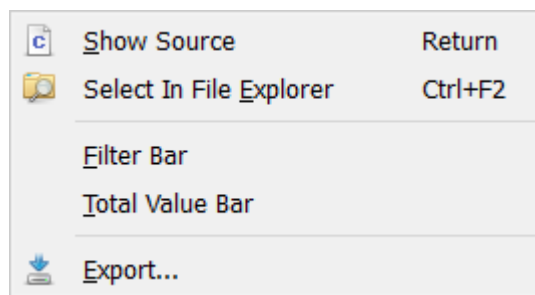 Show Source Return
Select In File Explorer Ctrl+F2
Filter Bar
Total Value Bar
Export...